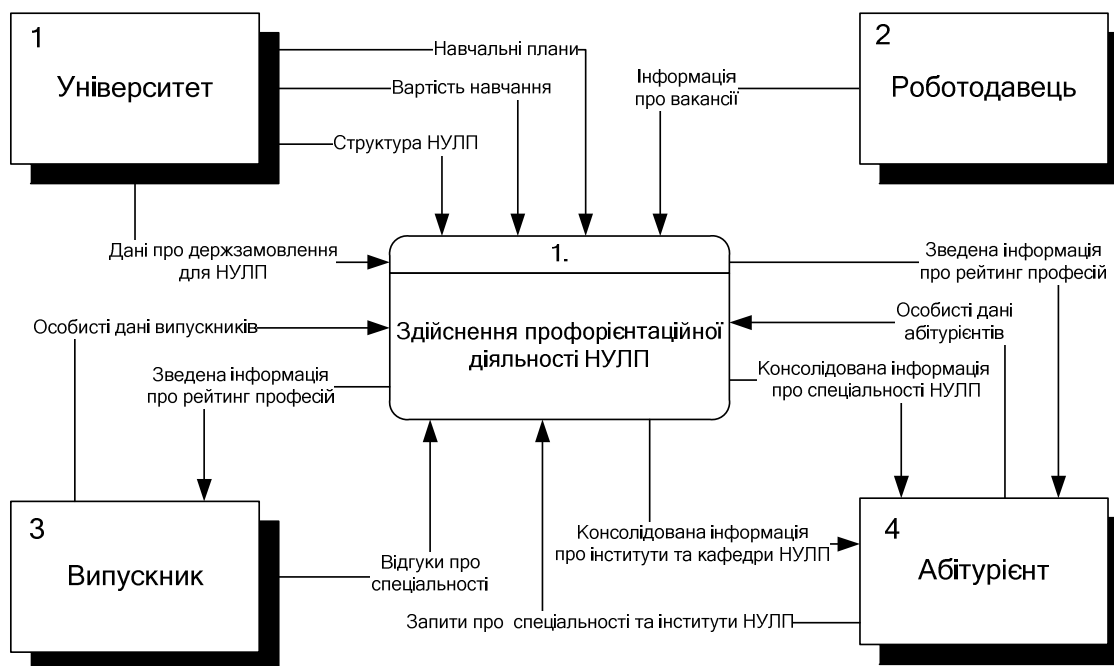 1
Університет
Навчальні плани
Вартість навчання
Структура НУЛП
Дані про держзамовлення
для НУЛП
2
Роботодавець
Інформація
про вакансії
1.
Здійснення профорієнтаційної
діяльності НУЛП
Зведена інформація
про рейтинг професій
Особисті дані
абітурієнтів
Консолідована інформація
про спеціальності НУЛП
Особисті дані випускників
Зведена інформація
про рейтинг професій
3
Випускник
Відгуки про
спеціальності
Консолідована інформація
про інститути та кафедри НУЛП
Запити про спеціальності та інститути НУЛП
4
Абітурієнт